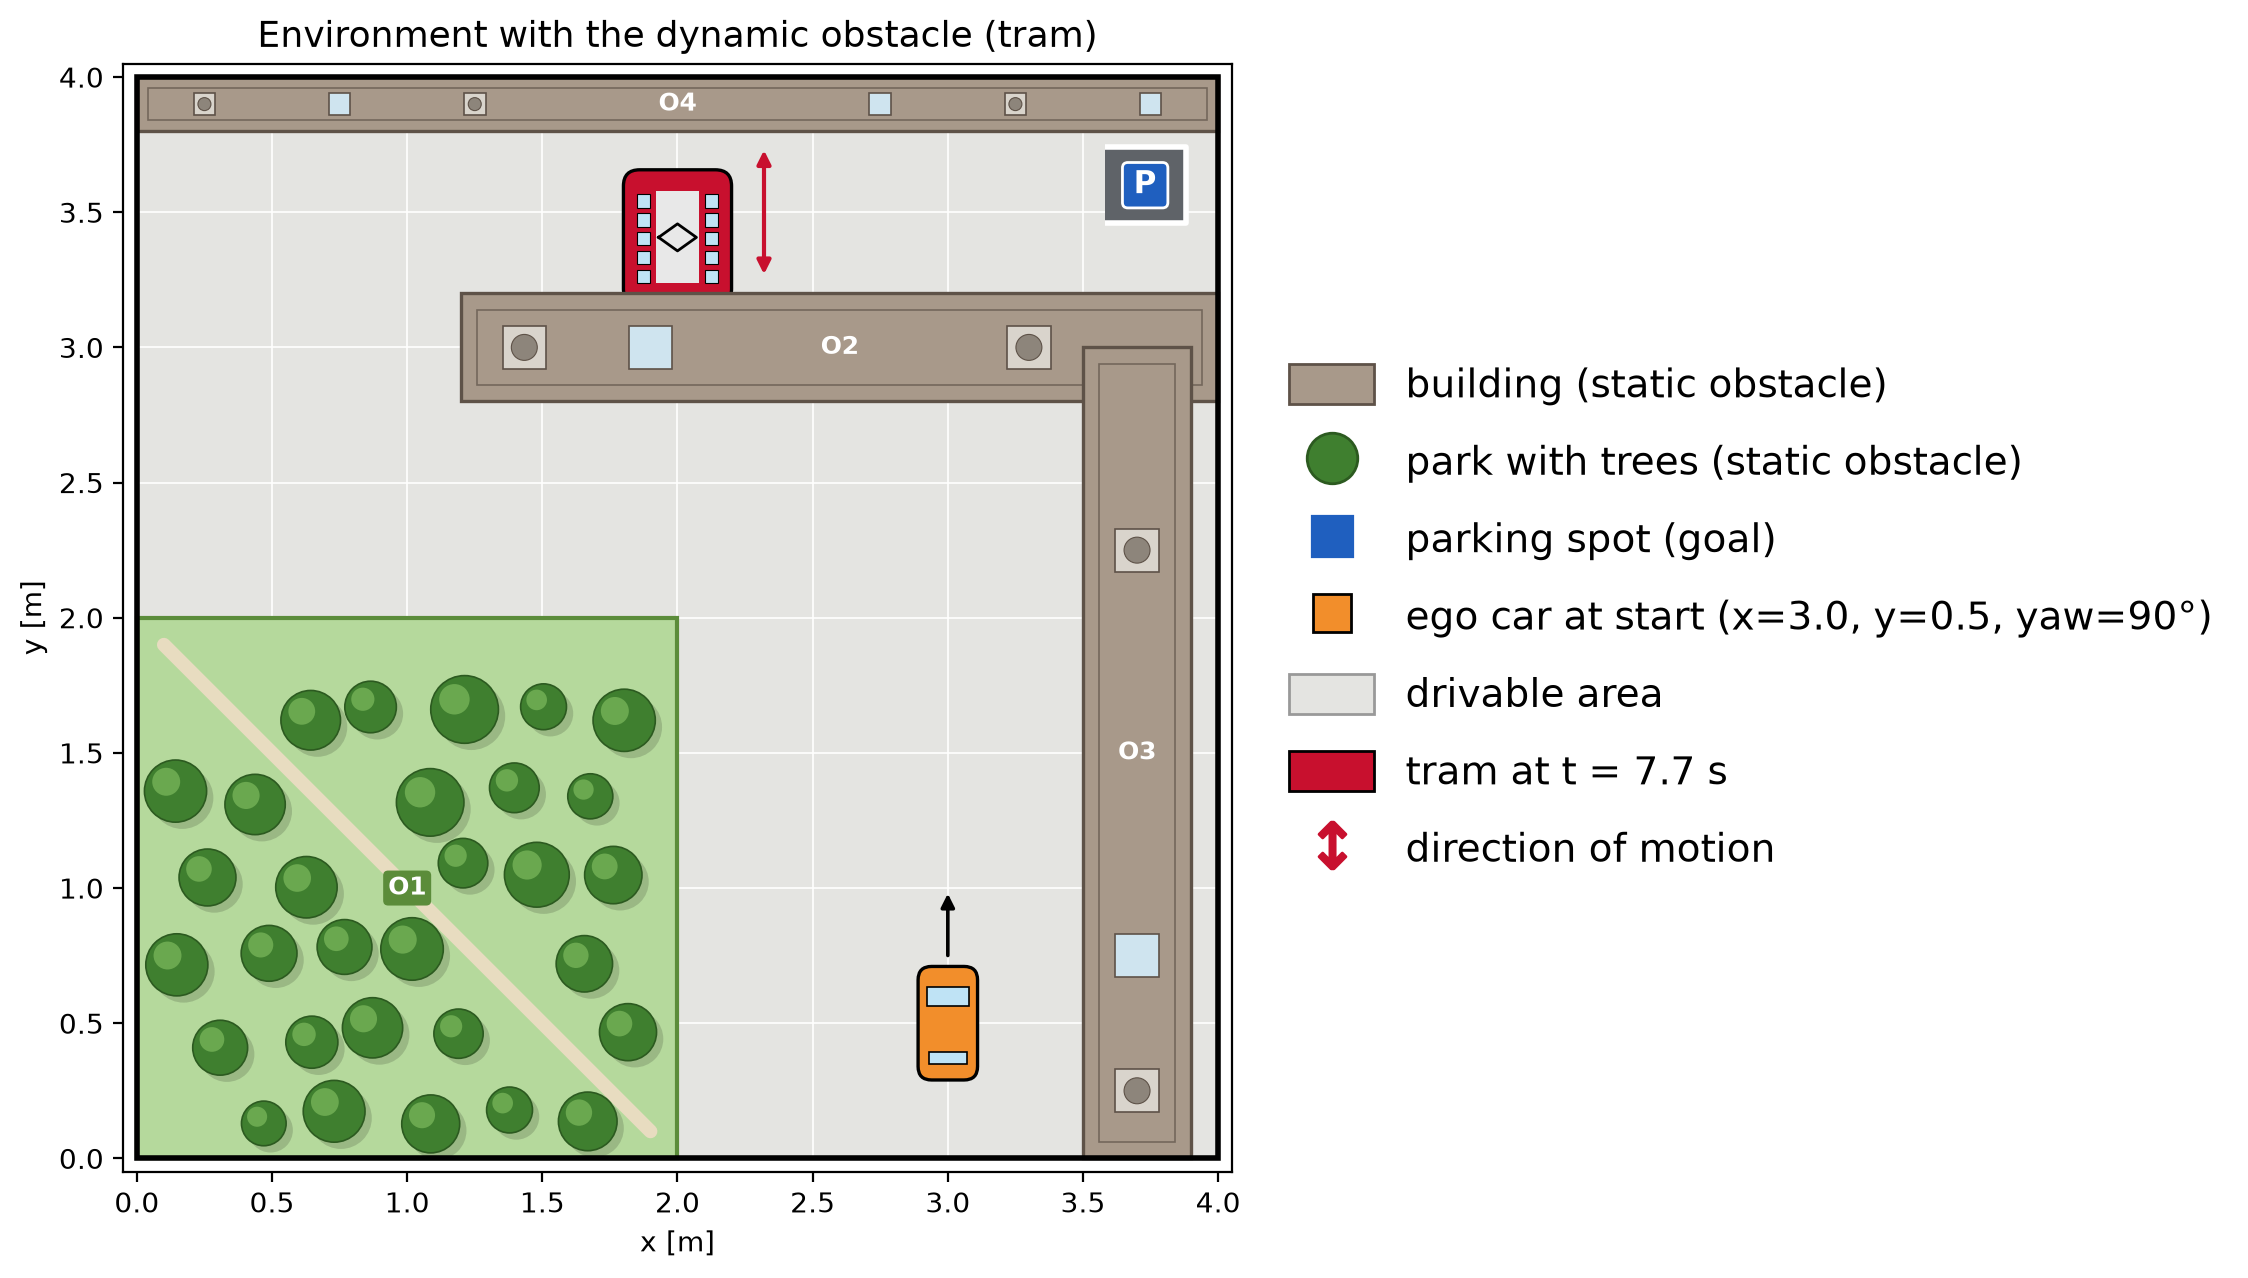 Environment with the dynamic obstacle (tram)
4.0
3.5
3.0
2.5
2.0
1.5
1.0
0.5
0.0
y [m]
O4
P
O2
O3
O1
0.0 0.5 1.0 1.5 2.0 2.5 3.0 3.5 4.0
x [m]
building (static obstacle)
park with trees (static obstacle)
parking spot (goal)
ego car at start (x=3.0, y=0.5, yaw=90°)
drivable area
tram at t = 7.7 s
direction of motion